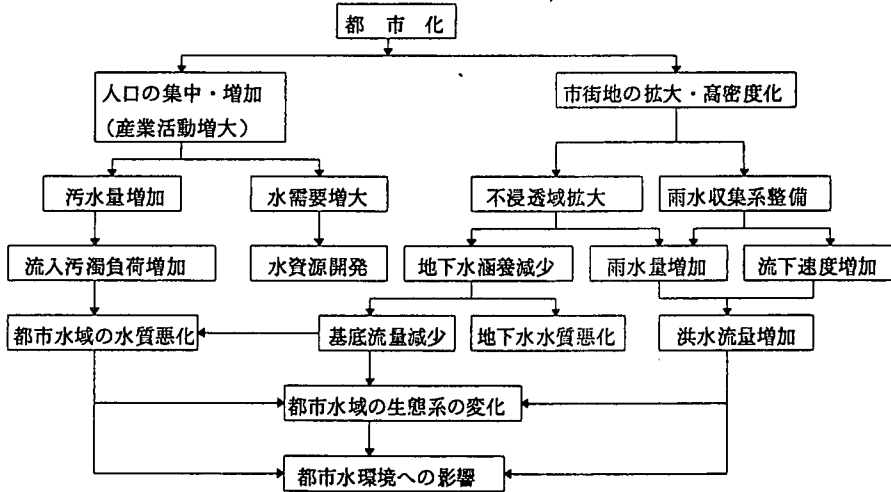 都市化
人口の集中・増加
(産業活動増大)
市街地の拡大・高密度化
汚水量増加
水需要増大
不浸透域拡大
雨水収集系整備
流入汚濁負荷増加
水資源開発
地下水涵養減少
雨水量増加
流下速度増加
都市水域の水質悪化
基底流量減少
地下水水質悪化
洪水流量増加
都市水域の生態系の変化
都市水環境への影響